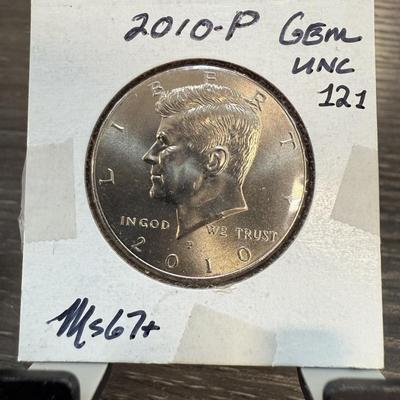 2010-P GEM
UNC
121
LIBERTY
IN GOD WE TRUST
P
2010
MS67+